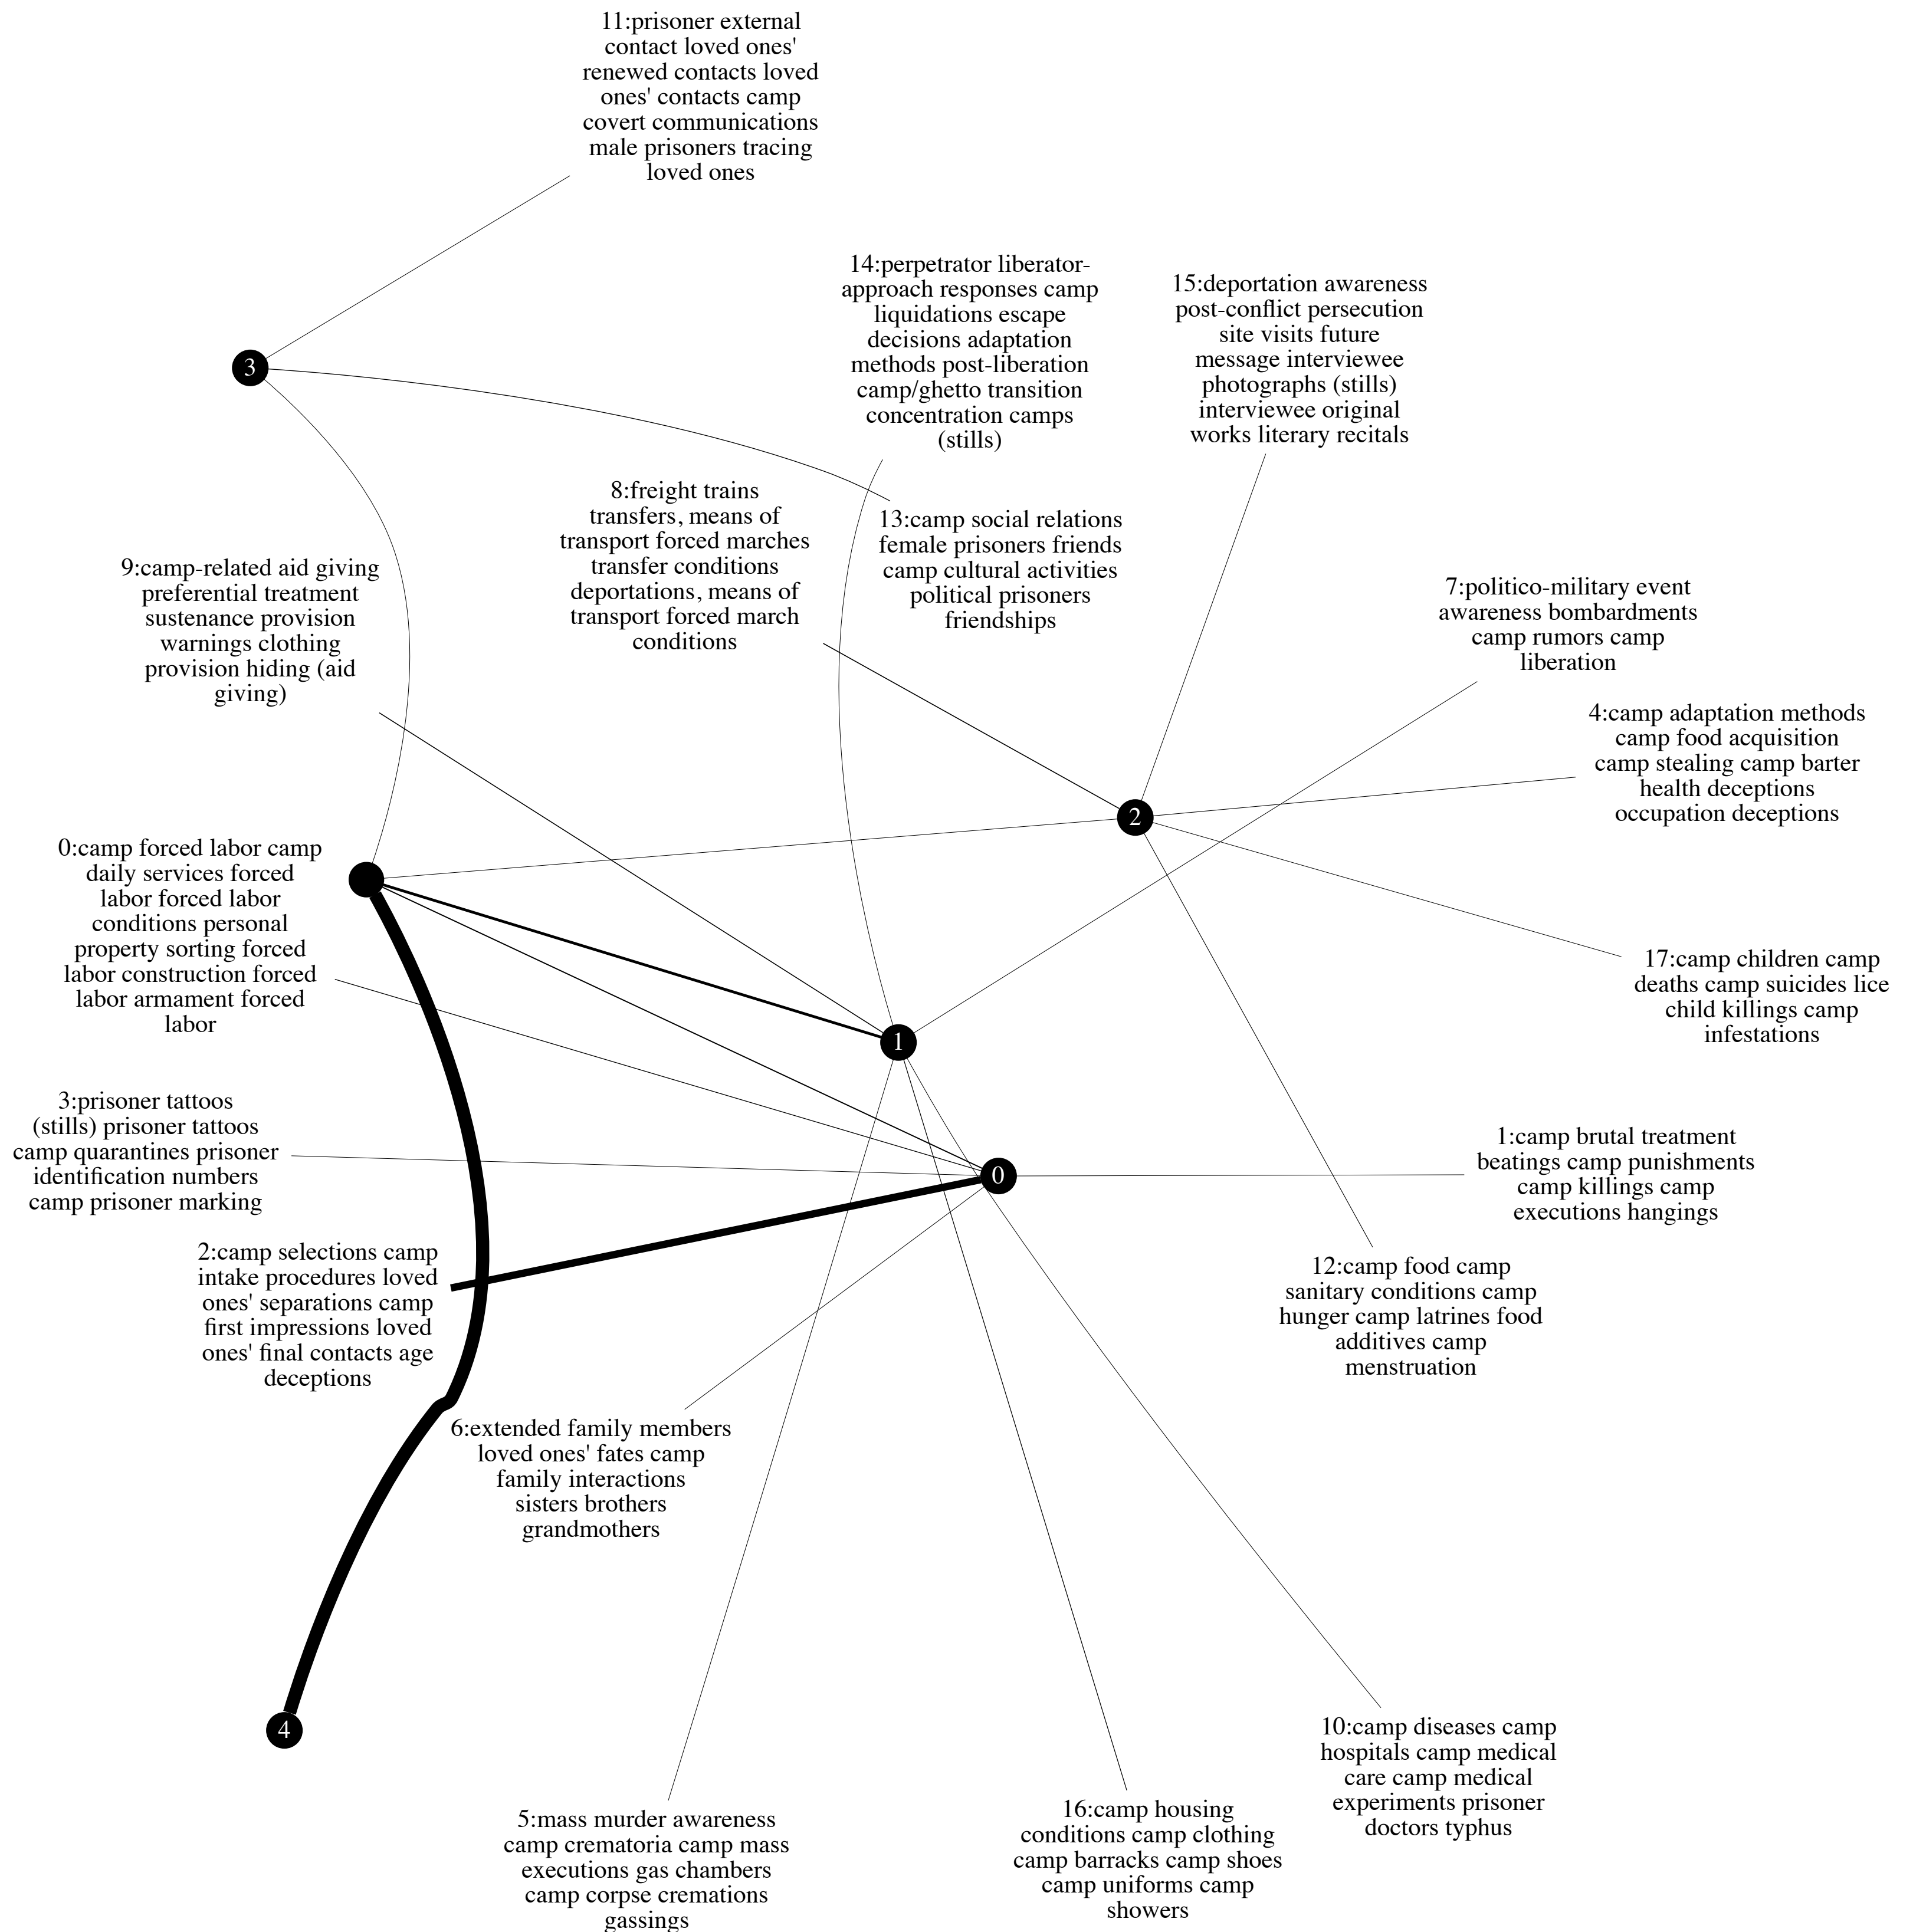 11:prisoner external
contact loved ones'
renewed contacts loved
ones' contacts camp
covert communications
male prisoners tracing
loved ones
14:perpetrator liberator-
approach responses camp
liquidations escape
decisions adaptation
methods post-liberation
camp/ghetto transition
concentration camps
(stills)
15:deportation awareness
post-conflict persecution
site visits future
message interviewee
photographs (stills)
interviewee original
works literary recitals
3
8:freight trains
transfers, means of
transport forced marches
transfer conditions
deportations, means of
transport forced march
conditions
13:camp social relations
female prisoners friends
camp cultural activities
political prisoners
friendships
9:camp-related aid giving
preferential treatment
sustenance provision
warnings clothing
provision hiding (aid
giving)
7:politico-military event
awareness bombardments
camp rumors camp
liberation
4:camp adaptation methods
camp food acquisition
camp stealing camp barter
health deceptions
occupation deceptions
2
0:camp forced labor camp
daily services forced
labor forced labor
conditions personal
property sorting forced
labor construction forced
labor armament forced
labor
17:camp children camp
deaths camp suicides lice
child killings camp
infestations
1
3:prisoner tattoos
(stills) prisoner tattoos
camp quarantines prisoner
identification numbers
camp prisoner marking
0
1:camp brutal treatment
beatings camp punishments
camp killings camp
executions hangings
2:camp selections camp
intake procedures loved
ones' separations camp
first impressions loved
ones' final contacts age
deceptions
12:camp food camp
sanitary conditions camp
hunger camp latrines food
additives camp
menstruation
6:extended family members
loved ones' fates camp
family interactions
sisters brothers
grandmothers
4
10:camp diseases camp
hospitals camp medical
care camp medical
experiments prisoner
doctors typhus
5:mass murder awareness
camp crematoria camp mass
executions gas chambers
camp corpse cremations
gassings
16:camp housing
conditions camp clothing
camp barracks camp shoes
camp uniforms camp
showers